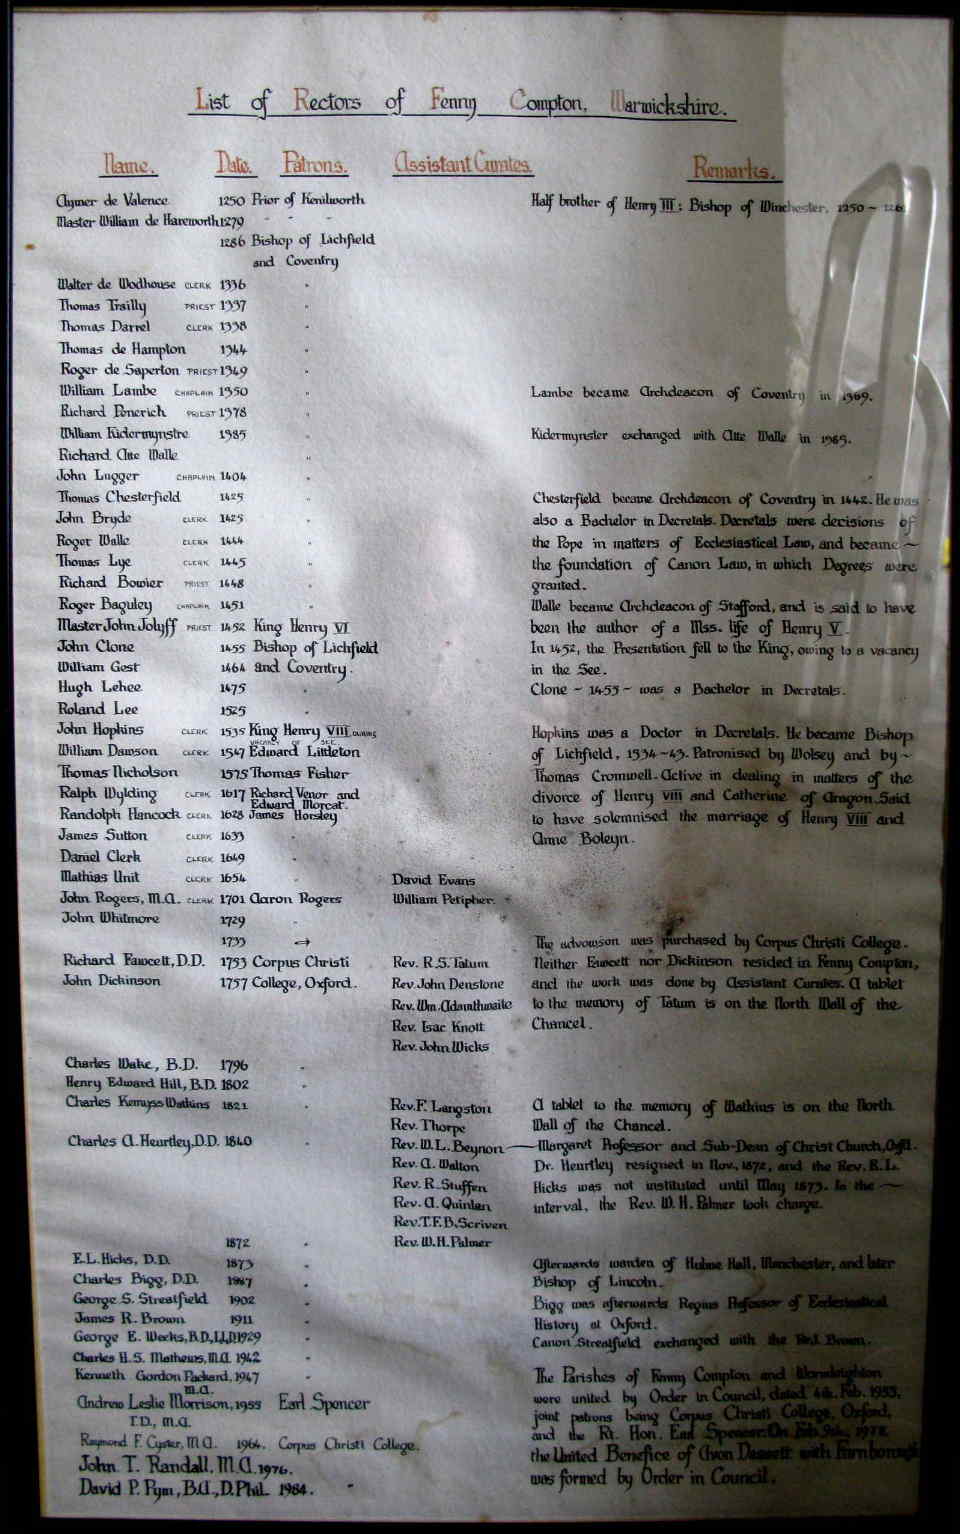 List of Rectors of Fenny Compton, Warwickshire.
Name. Date. Patrons. Assistant Curates. Remarks.
Aymer de Valence 1250 Prior of Kenilworth Half brother of Henry III: Bishop of Winchester, 1250 ~
Master William de Hareworth 1279 " " "
1286 Bishop of Lichfield
and Coventry
Walter de Wodhouse CLERK 1336 "
Thomas Trailly PRIEST 1337 "
Thomas Darrel CLERK 1338 "
Thomas de Hampton 1344 "
Roger de Saperton PRIEST 1349
William Lambe CHAPLAIN 1350 " Lambe became Archdeacon of Coventry in 1369.
Richard Penerich PRIEST 1378 "
William Kidermynstre 1385 Kidermynster exchanged with Atte Walle in 1985.
Richard Atte Walle "
John Lugger CHAPLAIN 1404 "
Thomas Chesterfield 1425 " Chesterfield became Archdeacon of Coventry in 1442. He was
John Bryde CLERK 1425 " also a Bachelor in Decretals. Decretals were decisions of
Roger Walle CLERK 1444 " the Pope in matters of Ecclesiastical Law, and became ~
Thomas Lye CLERK 1445 " the foundation of Canon Law, in which Degrees were
Richard Bowier PRIEST 1448 " granted.
Roger Baguley CHAPLAIN 1451 " Walle became Archdeacon of Stafford, and is said to have
Master John Jolyff PRIEST 1452 King Henry VI been the author of a Mss. life of Henry V.
John Clone 1455 Bishop of Lichfield In 1452, the Presentation fell to the King, owing to a vacancy
William Gest 1464 and Coventry. in the See.
Hugh Lehee 1475 " Clone ~ 1455 ~ was a Bachelor in Decretals.
Roland Lee 1525 "
John Hopkins CLERK 1535 King Henry VIII DURING Hopkins was a Doctor in Decretals. He became Bishop
VACANCY OF SEE
William Dawson CLERK 1547 Edward Littleton of Lichfield, 1534~43. Patronised by Wolsey and by ~
Thomas Nicholson 1575 Thomas Fisher Thomas Cromwell. Active in dealing in matters of the
Ralph Wylding CLERK 1617 Richard Venor and divorce of Henry VIII and Catherine of Aragon. Said
Edward Morcat.
Randolph Hancock CLERK 1628 James Horsley to have solemnised the marriage of Henry VIII and
James Sutton CLERK 1633 " Anne Boleyn.
Daniel Clerk CLERK 1649 "
Mathias Unit CLERK 1654 " David Evans
John Rogers, M.A. CLERK 1701 Aaron Rogers William Petipher.
John Whitmore 1729 "
1733 The advowson was purchased by Corpus Christi College.
Richard Fawcett, D.D. 1753 Corpus Christi Rev. R.S. Tatum Neither Fawcett nor Dickinson resided in Fenny Compton,
John Dickinson 1757 College, Oxford. Rev. John Denstone and the work was done by Assistant Curates. A tablet
Rev. Wm. Adamthwaite to the memory of Tatum is on the North Wall of the
Rev. Isac Knott Chancel.
Rev. John Wicks
Charles Wake, B.D. 1796 "
Henry Edward Hill, B.D. 1802 "
Charles Kemyss Watkins 1821 " Rev. F. Langston A tablet to the memory of Watkins is on the North
Rev. Thorpe Wall of the Chancel.
Charles A. Heurtley, D.D. 1840 " Rev. W.L. Beynon Margaret Professor and Sub-Dean of Christ Church, Oxfd.
Rev. A. Walton Dr. Heurtley resigned in Nov., 1872, and the Rev. E.L.
Rev. R. Stuffen Hicks was not instituted until May 1873. In the ~
Rev. A. Quinlan interval, the Rev. W. H. Palmer took charge.
Rev. T.F.B. Scriven
1872 " Rev. W.H. Palmer
E.L. Hicks, D.D. 1873 " Afterwards warden of Hulme Hall, Manchester, and later
Charles Bigg, D.D. 1887 " Bishop of Lincoln.
George S. Streatfield 1902 " Bigg was afterwards Regius Professor of Ecclesiastical
James R. Brown 1911 " History at Oxford.
George E. Weeks, B.D., LL.D 1929 " Canon Streatfield exchanged with the Brown.
Charles H.S. Mathews, M.A. 1942 "
Kenneth Gordon Packard, 1947 " The Parishes of Fenny Compton and Wormleighton
M.A.
Andrew Leslie Morrison, 1955 Earl Spencer were united by Order in Council, dated 4th. Feb. 1955,
T.D., M.A. joint patrons being Corpus Christi College, Oxford,
Raymond F. Cyster, M.A. 1964. Corpus Christi College. and the Rt. Hon. Earl Spencer. On Feb. 9th., 1972,
John T. Randall, M.A. 1976. the United Benefice of Avon Dassett with Farnborough
David P. Pym, B.A., D.Phil. 1984. " was formed by Order in Council.